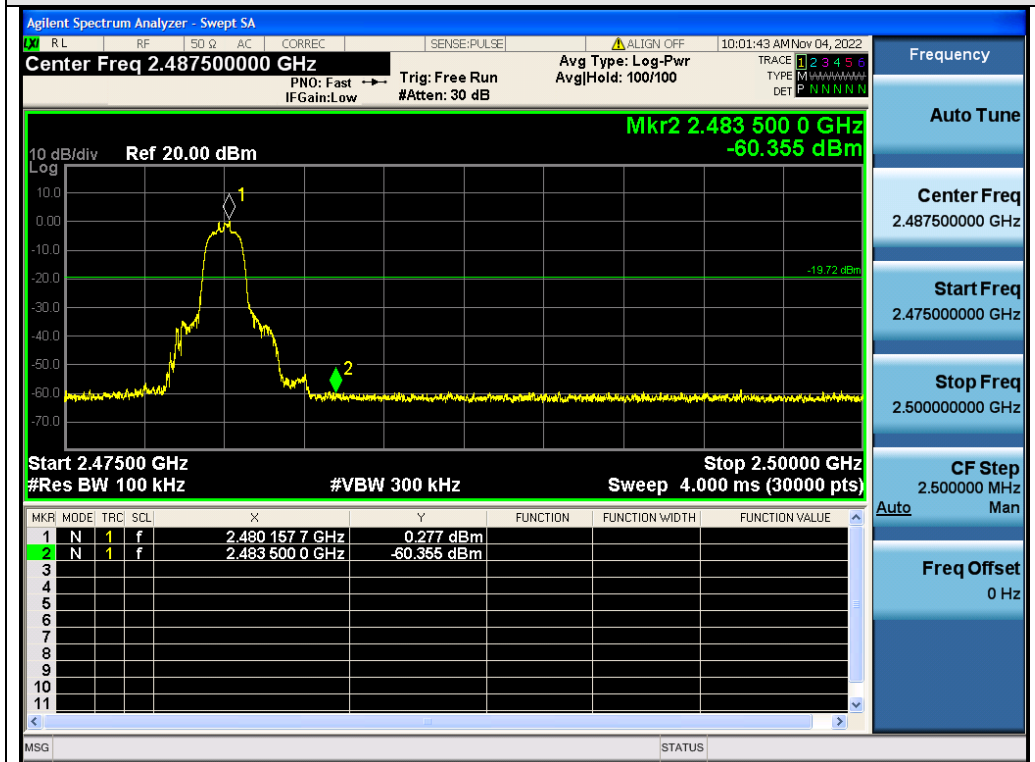 Agilent Spectrum Analyzer - Swept SA
LXI RL RF 50 Ω AC CORREC SENSE:PULSE ALIGN OFF 10:01:43 AM Nov 04, 2022
Center Freq 2.487500000 GHz
PNO: Fast
IFGain:Low
Trig: Free Run
#Atten: 30 dB
Avg Type: Log-Pwr
Avg|Hold: 100/100
TRACE 1 2 3 4 5 6
TYPE M
DET P N N N N N
Mkr2 2.483 500 0 GHz
-60.355 dBm
10 dB/div Ref 20.00 dBm
Log
10.0
0.00
-10.0
-20.0
-30.0
-40.0
-50.0
-60.0
-70.0
1
2
-19.72 dBm
Start 2.47500 GHz Stop 2.50000 GHz
#Res BW 100 kHz #VBW 300 kHz Sweep 4.000 ms (30000 pts)
MKR MODE TRC SCL X Y FUNCTION FUNCTION WIDTH FUNCTION VALUE
1 N 1 f 2.480 157 7 GHz 0.277 dBm
2 N 1 f 2.483 500 0 GHz -60.355 dBm
3
4
5
6
7
8
9
10
11
MSG STATUS
Frequency
Auto Tune
Center Freq
2.487500000 GHz
Start Freq
2.475000000 GHz
Stop Freq
2.500000000 GHz
CF Step
2.500000 MHz
Auto Man
Freq Offset
0 Hz